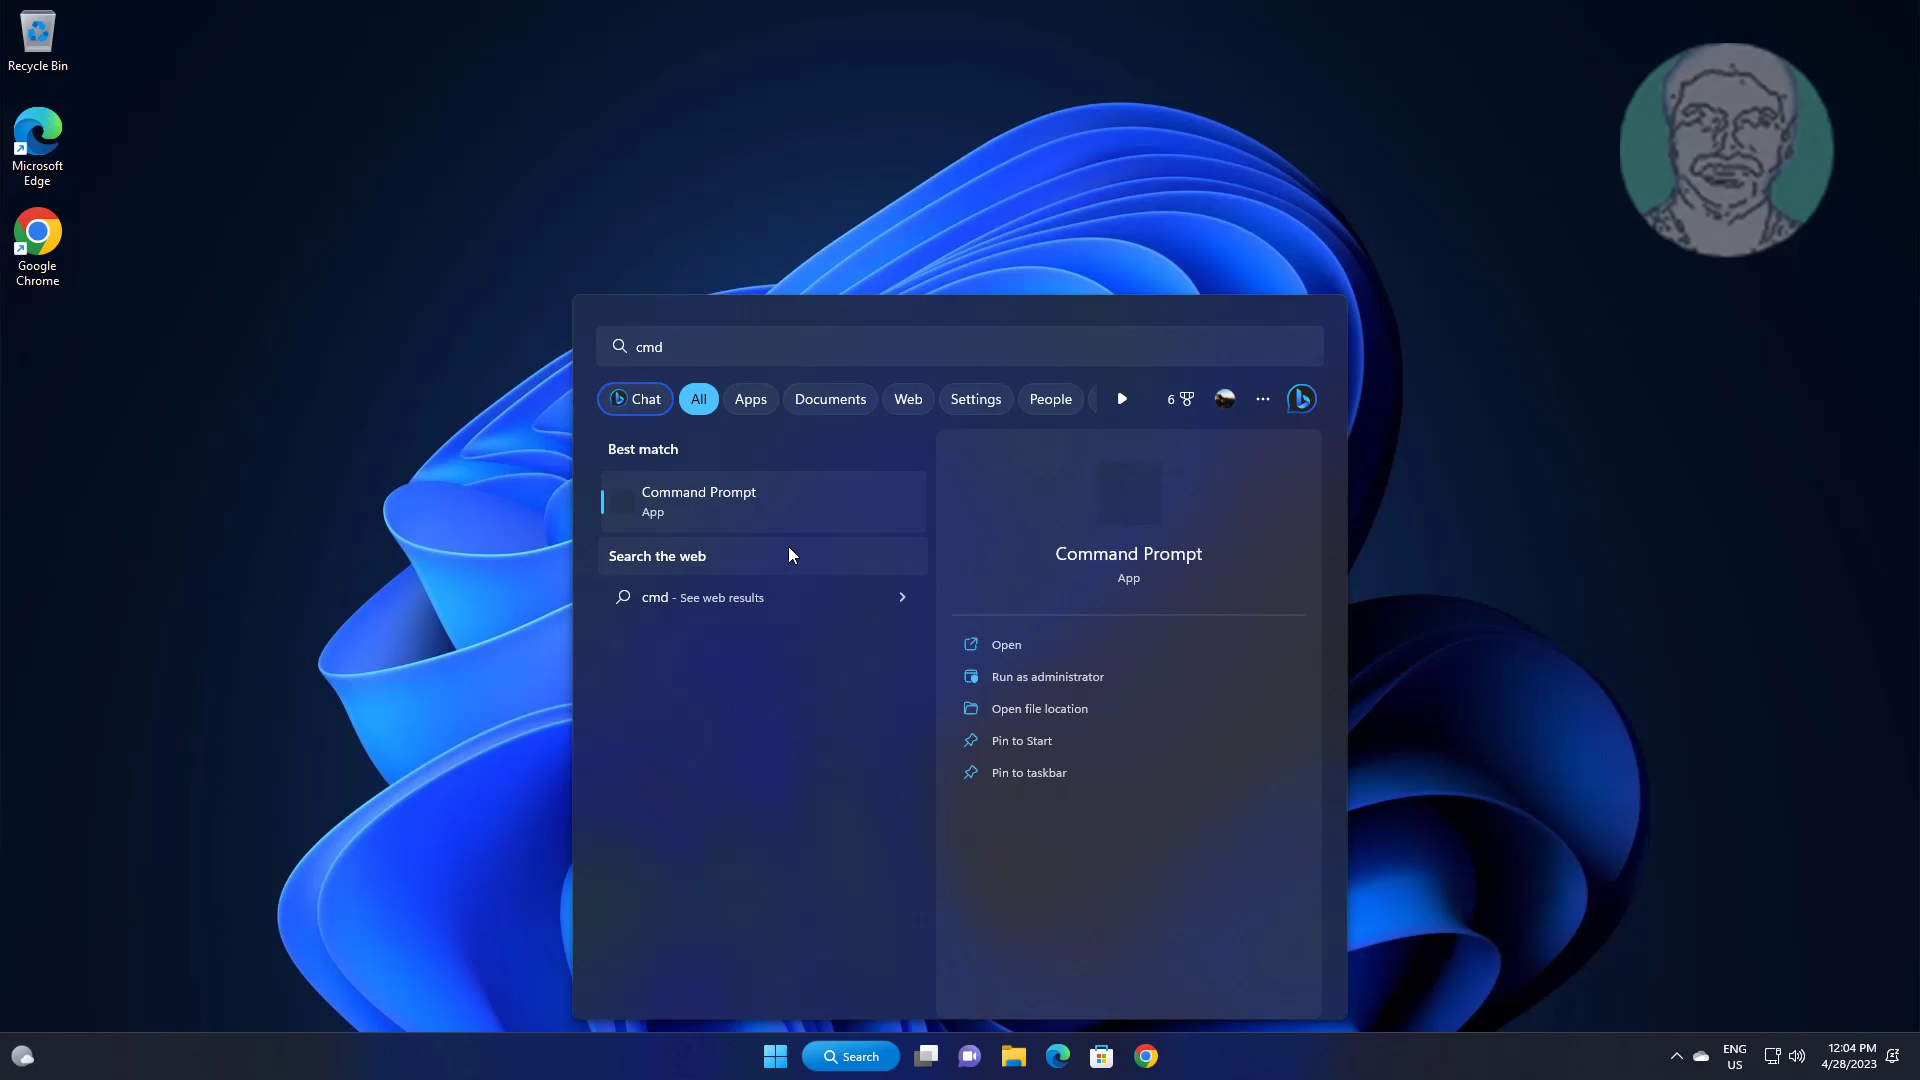 Recycle Bin
Microsoft
Edge
Google
Chrome
cmd
Chat
All
Apps
Documents
Web
Settings
People
6
Best match
Command Prompt
App
Search the web
cmd - See web results
Command Prompt
App
Open
Run as administrator
Open file location
Pin to Start
Pin to taskbar
Search
ENG
US
12:04 PM
4/28/2023